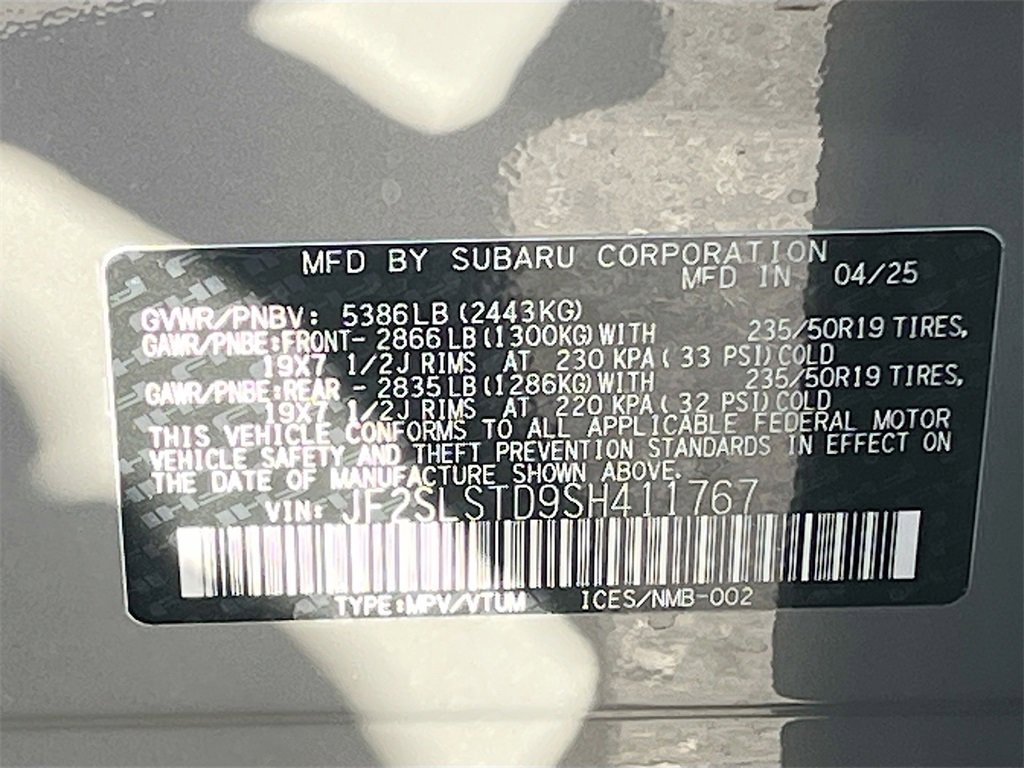 MFD BY SUBARU CORPORATION
MFD IN 04/25
GVWR/PNBV: 5386LB (2443KG)
GAWR/PNBE:FRONT- 2866LB (1300KG) WITH 235/50R19 TIRES,
19X7 1/2J RIMS AT 230 KPA ( 33 PSI) COLD
GAWR/PNBE:REAR - 2835LB (1286KG) WITH 235/50R19 TIRES,
19X7 1/2J RIMS AT 220 KPA ( 32 PSI) COLD
THIS VEHICLE CONFORMS TO ALL APPLICABLE FEDERAL MOTOR
VEHICLE SAFETY AND THEFT PREVENTION STANDARDS IN EFFECT ON
THE DATE OF MANUFACTURE SHOWN ABOVE.
VIN: JF2SLSTD9SH411767
TYPE:MPV/VTUM ICES/NMB-002